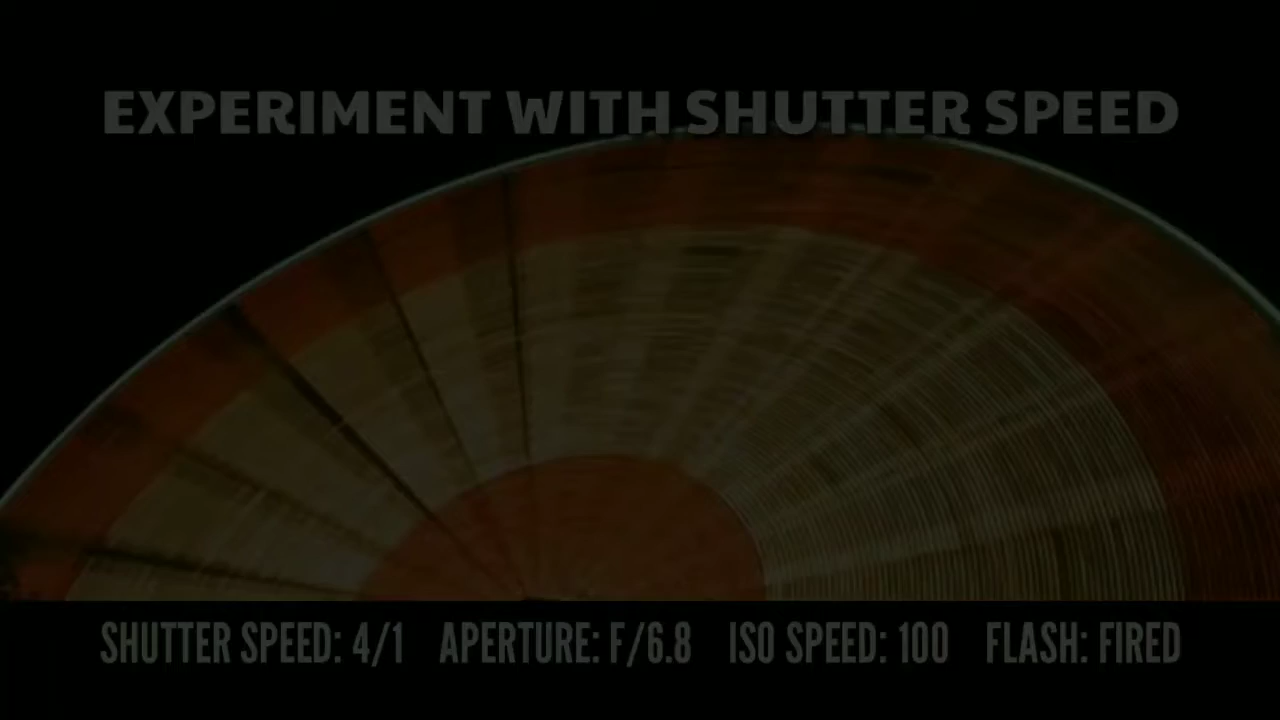 EXPERIMENT WITH SHUTTER SPEED
SHUTTER SPEED: 4/1 APERTURE: F/6.8 ISO SPEED: 100 FLASH: FIRED